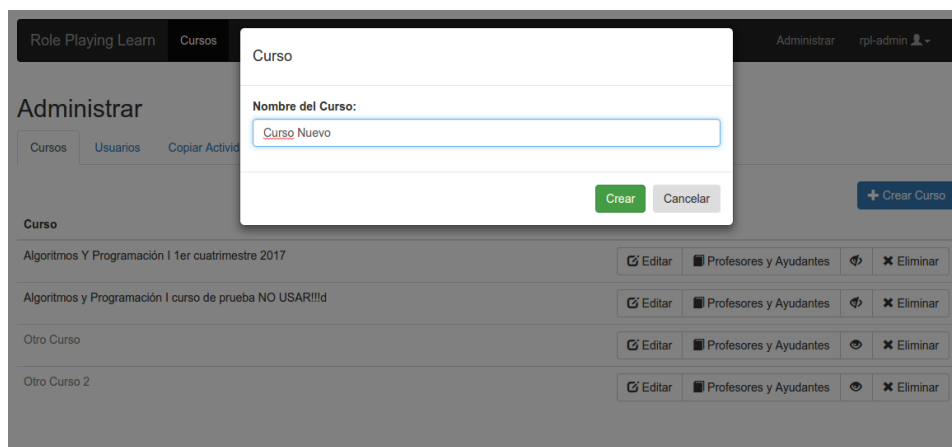 Role Playing Learn Cursos Administrar rpl-admin
Curso
Administrar
Nombre del Curso:
Curso Nuevo
Cursos Usuarios Copiar Activid
Crear Cancelar
Crear Curso
Curso
Algoritmos Y Programación I 1er cuatrimestre 2017 Editar Profesores y Ayudantes Eliminar
Algoritmos y Programación I curso de prueba NO USAR!!!d Editar Profesores y Ayudantes Eliminar
Otro Curso Editar Profesores y Ayudantes Eliminar
Otro Curso 2 Editar Profesores y Ayudantes Eliminar